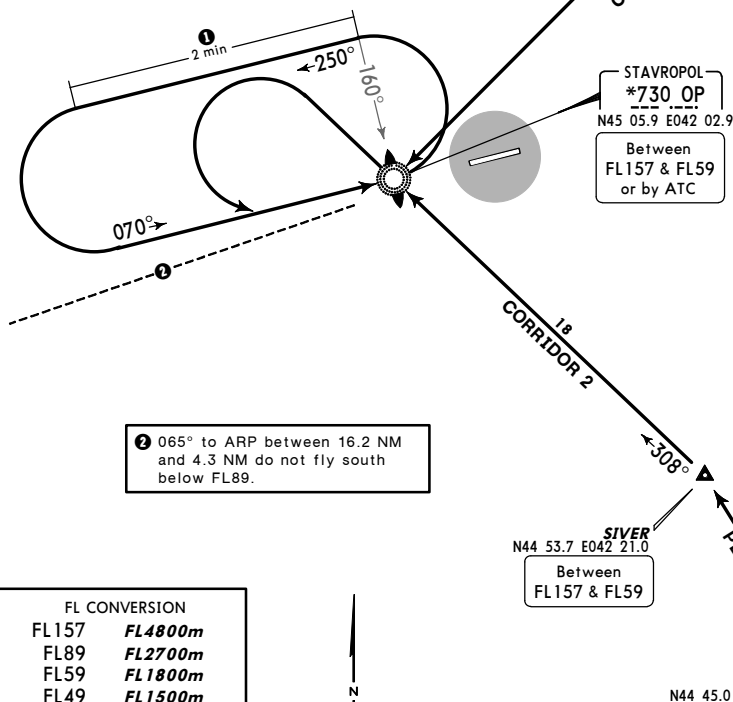 ❶
2 min
←250°
160°
070°→
❷
STAVROPOL
*730 OP
N45 05.9 E042 02.9
Between
FL157 & FL59
or by ATC
18
CORRIDOR 2
←308°
❷ 065° to ARP between 16.2 NM
and 4.3 NM do not fly south
below FL89.
SIVER
N44 53.7 E042 21.0
Between
FL157 & FL59
FL CONVERSION
FL157 FL4800m
FL89 FL2700m
FL59 FL1800m
FL49 FL1500m
N
N44 45.0